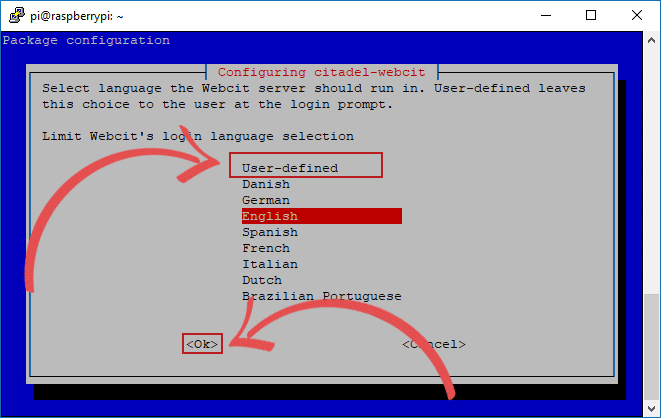 pi@raspberrypi: ~
Package configuration
Configuring citadel-webcit
Select language the Webcit server should run in. User-defined leaves
this choice to the user at the login prompt.
Limit Webcit's login language selection
User-defined
Danish
German
English
Spanish
French
Italian
Dutch
Brazilian Portuguese
<Ok> <Cancel>